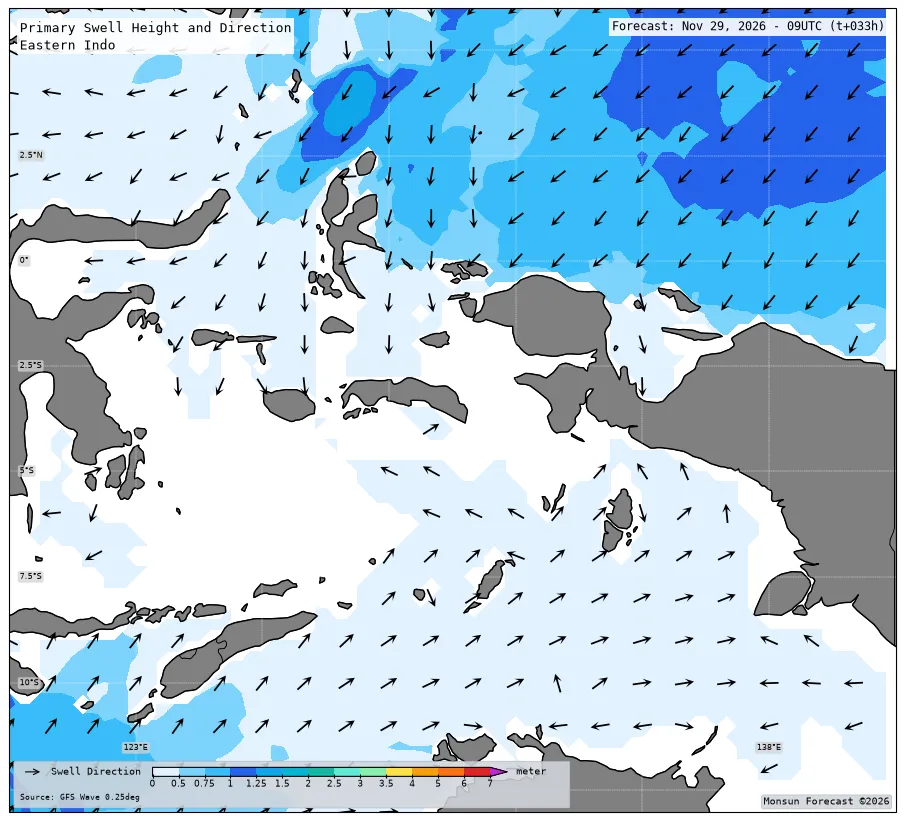 Primary Swell Height and Direction
Eastern Indo
Forecast: Nov 29, 2026 - 09UTC (t+033h)
2.5°N
0°
2.5°S
5°S
7.5°S
10°S
123°E
138°E
Swell Direction
0 0.5 0.75 1 1.25 1.5 2 2.5 3 3.5 4 5 6 7
meter
Source: GFS Wave 0.25deg
Monsun Forecast ©2026